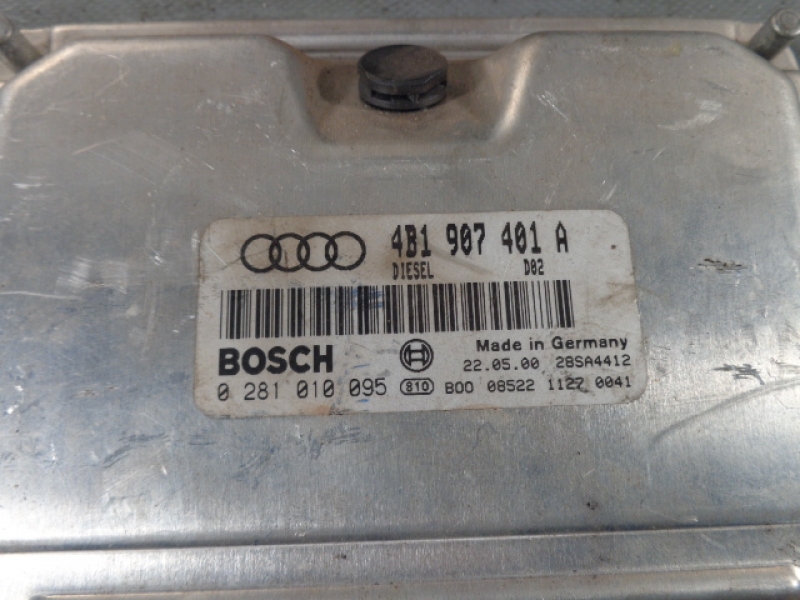 4B1 907 401 A
DIESEL D02
Made in Germany
BOSCH 22.05.00 28SA4412
0 281 010 095 810 B00 08522 1127 0041